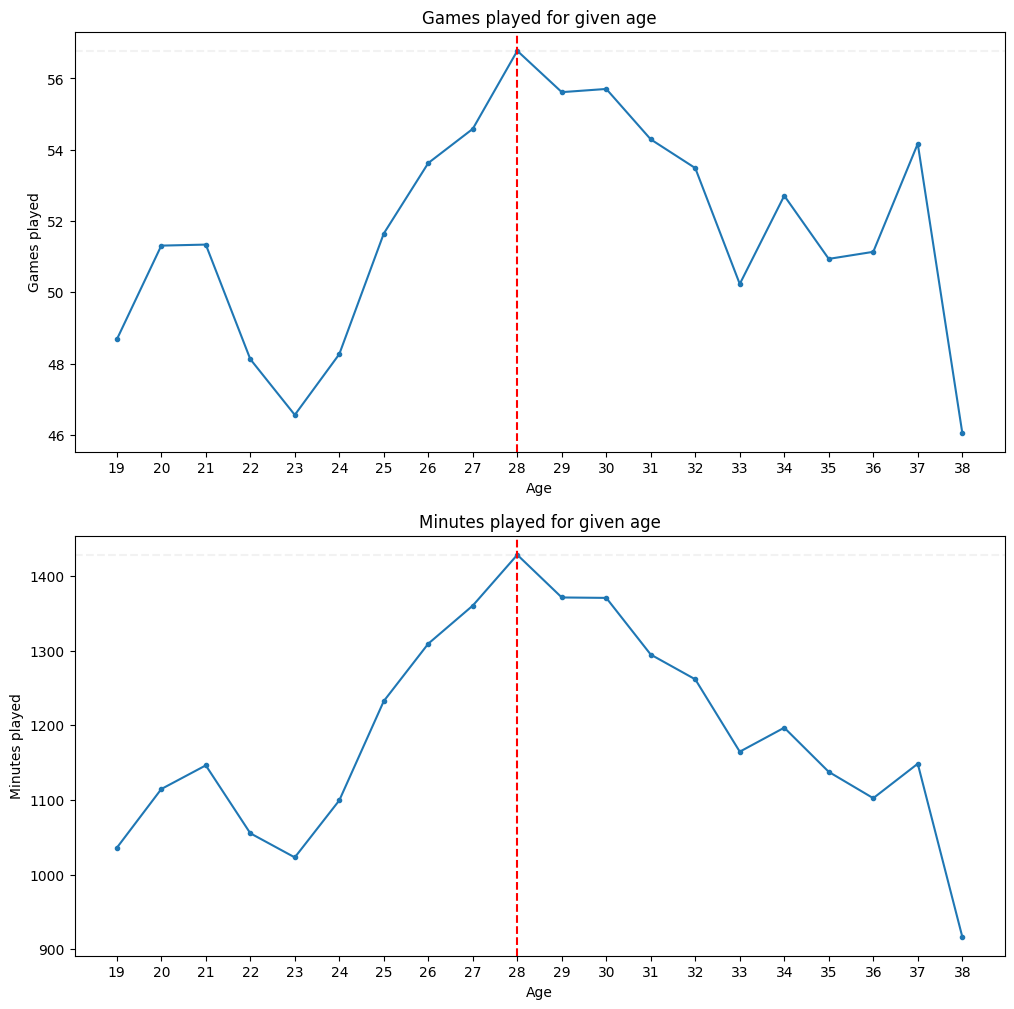 Games played for given age
Games played
56
54
52
50
48
46
19 20 21 22 23 24 25 26 27 28 29 30 31 32 33 34 35 36 37 38
Age
Minutes played for given age
Minutes played
1400
1300
1200
1100
1000
900
19 20 21 22 23 24 25 26 27 28 29 30 31 32 33 34 35 36 37 38
Age